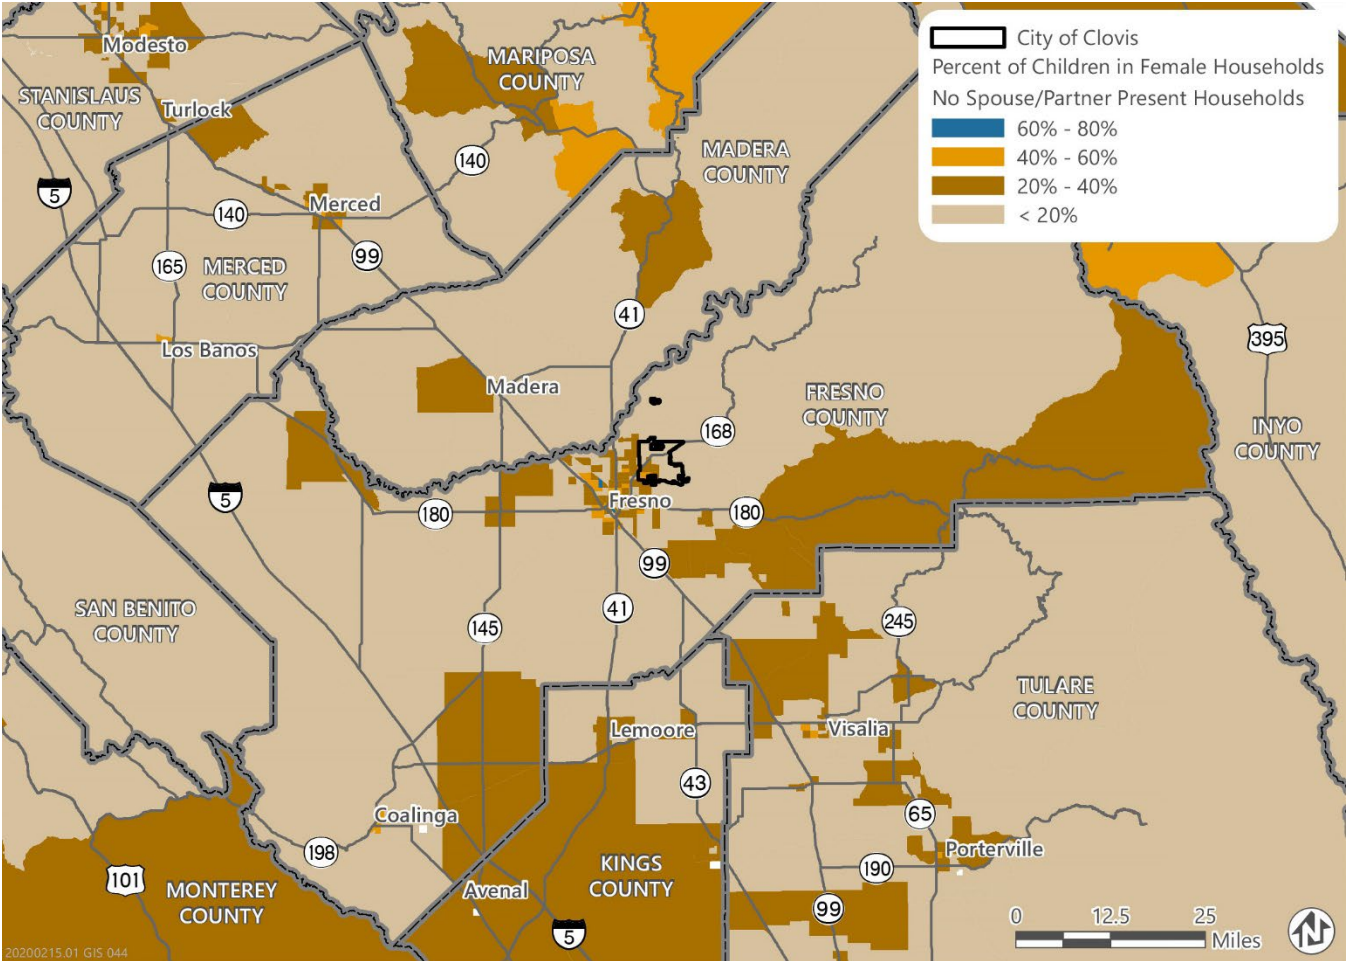 City of Clovis
Percent of Children in Female Households
No Spouse/Partner Present Households
60% - 80%
40% - 60%
20% - 40%
< 20%
Modesto
MARIPOSA
COUNTY
STANISLAUS
COUNTY
Turlock
140
MADERA
COUNTY
5
Merced
140
99
165
MERCED
COUNTY
41
395
Los Banos
Madera
FRESNO
COUNTY
168
INYO
COUNTY
5
Fresno
180
180
99
SAN BENITO
COUNTY
41
145
245
TULARE
COUNTY
Lemoore
Visalia
43
Coalinga
65
198
Porterville
KINGS
COUNTY
190
101
MONTEREY
COUNTY
Avenal
99
5
0 12.5 25
Miles
N
20200215.01 GIS 044